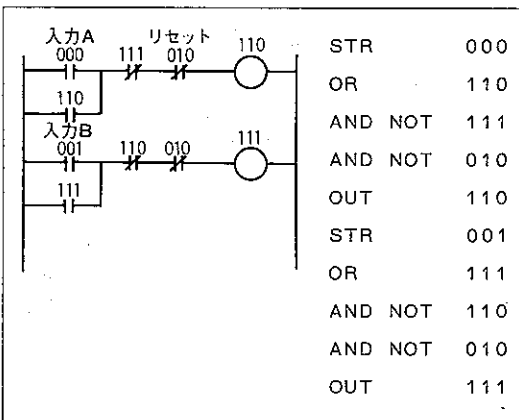 入力A リセット
000 111 010 110
110
入力B
001 110 010 111
111
STR 000
OR 110
AND NOT 111
AND NOT 010
OUT 110
STR 001
OR 111
AND NOT 110
AND NOT 010
OUT 111